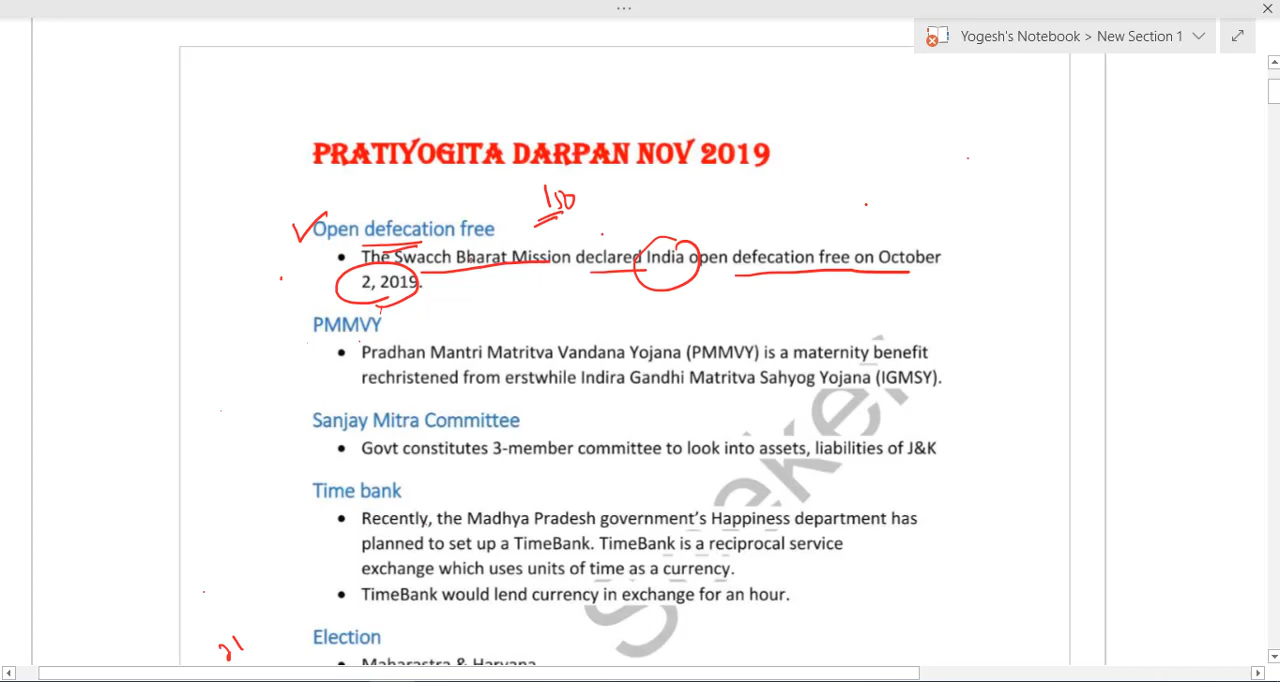 Yogesh's Notebook > New Section 1
PRATIYOGITA DARPAN NOV 2019
150
Open defecation free
• The Swacch Bharat Mission declared India open defecation free on October
2, 2019.
PMMVY
• Pradhan Mantri Matritva Vandana Yojana (PMMVY) is a maternity benefit
rechristened from erstwhile Indira Gandhi Matritva Sahyog Yojana (IGMSY).
Sanjay Mitra Committee
• Govt constitutes 3-member committee to look into assets, liabilities of J&K
Time bank
• Recently, the Madhya Pradesh government's Happiness department has
planned to set up a TimeBank. TimeBank is a reciprocal service
exchange which uses units of time as a currency.
• TimeBank would lend currency in exchange for an hour.
Election
• Maharastra & Haryana